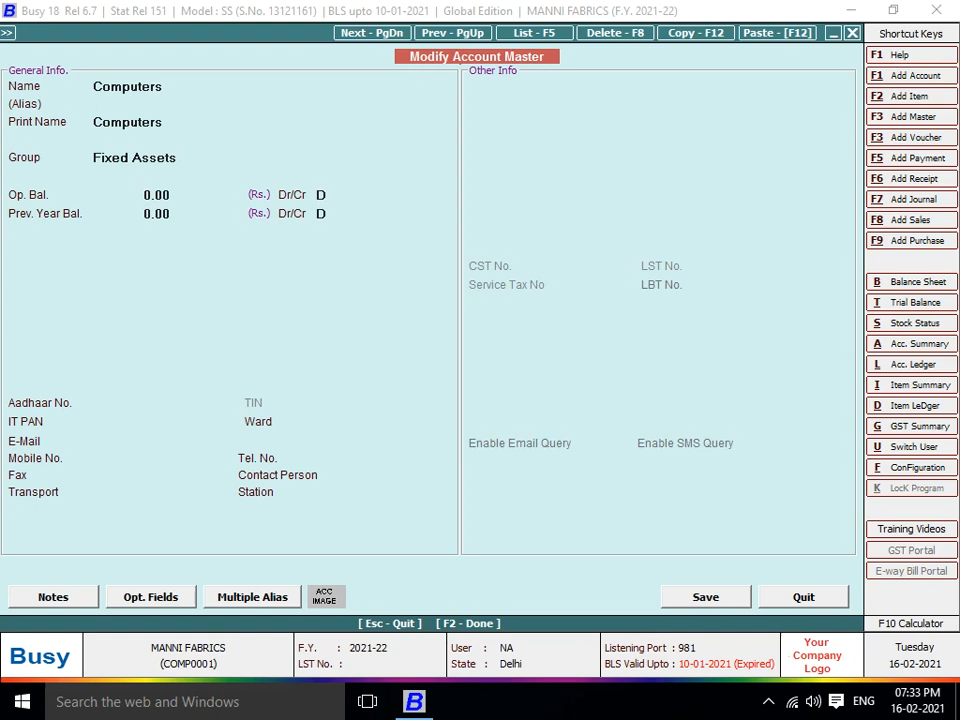 Busy 18 Rel 6.7 | Stat Rel 151 | Model : SS (S.No. 13121161) | BLS upto 10-01-2021 | Global Edition | MANNI FABRICS (F.Y. 2021-22)
>> Next - PgDn Prev - PgUp List - F5 Delete - F8 Copy - F12 Paste - [F12]
Modify Account Master
General Info.
Name Computers
(Alias)
Print Name Computers
Group Fixed Assets
Op. Bal. 0.00 (Rs.) Dr/Cr D
Prev. Year Bal. 0.00 (Rs.) Dr/Cr D
Aadhaar No. TIN
IT PAN Ward
E-Mail
Mobile No. Tel. No.
Fax Contact Person
Transport Station
Other Info
CST No. LST No.
Service Tax No LBT No.
Enable Email Query Enable SMS Query
Notes Opt. Fields Multiple Alias ACC IMAGE Save Quit
[ Esc - Quit ] [ F2 - Done ]
Shortcut Keys
F1 Help
F1 Add Account
F2 Add Item
F3 Add Master
F3 Add Voucher
F5 Add Payment
F6 Add Receipt
F7 Add Journal
F8 Add Sales
F9 Add Purchase
B Balance Sheet
T Trial Balance
S Stock Status
A Acc. Summary
L Acc. Ledger
I Item Summary
D Item LeDger
G GST Summary
U Switch User
F ConFiguration
K LocK Program
Training Videos
GST Portal
E-way Bill Portal
F10 Calculator
Busy
MANNI FABRICS
(COMP0001)
F.Y. : 2021-22
LST No. :
User : NA
State : Delhi
Listening Port : 981
BLS Valid Upto : 10-01-2021 (Expired)
Your
Company
Logo
Tuesday
16-02-2021
Search the web and Windows
B
ENG
07:33 PM
16-02-2021